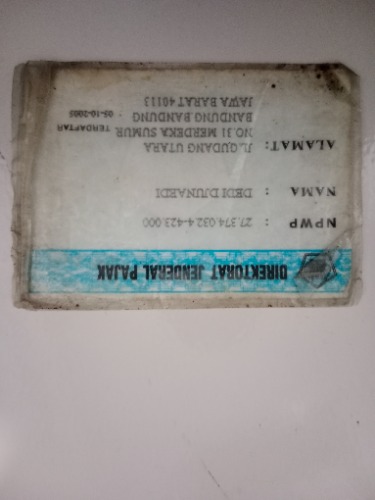 DIREKTORAT JENDERAL PAJAK
NPWP : 27.374.032.4-423.000
NAMA : DEDI DJUNARDI
ALAMAT: JL.GUDANG UTARA
NO.31 MERDEKA SUMUR
BANDUNG BANDUNG
JAWA BARAT 40113
TERDAFTAR
: 05-10-2005